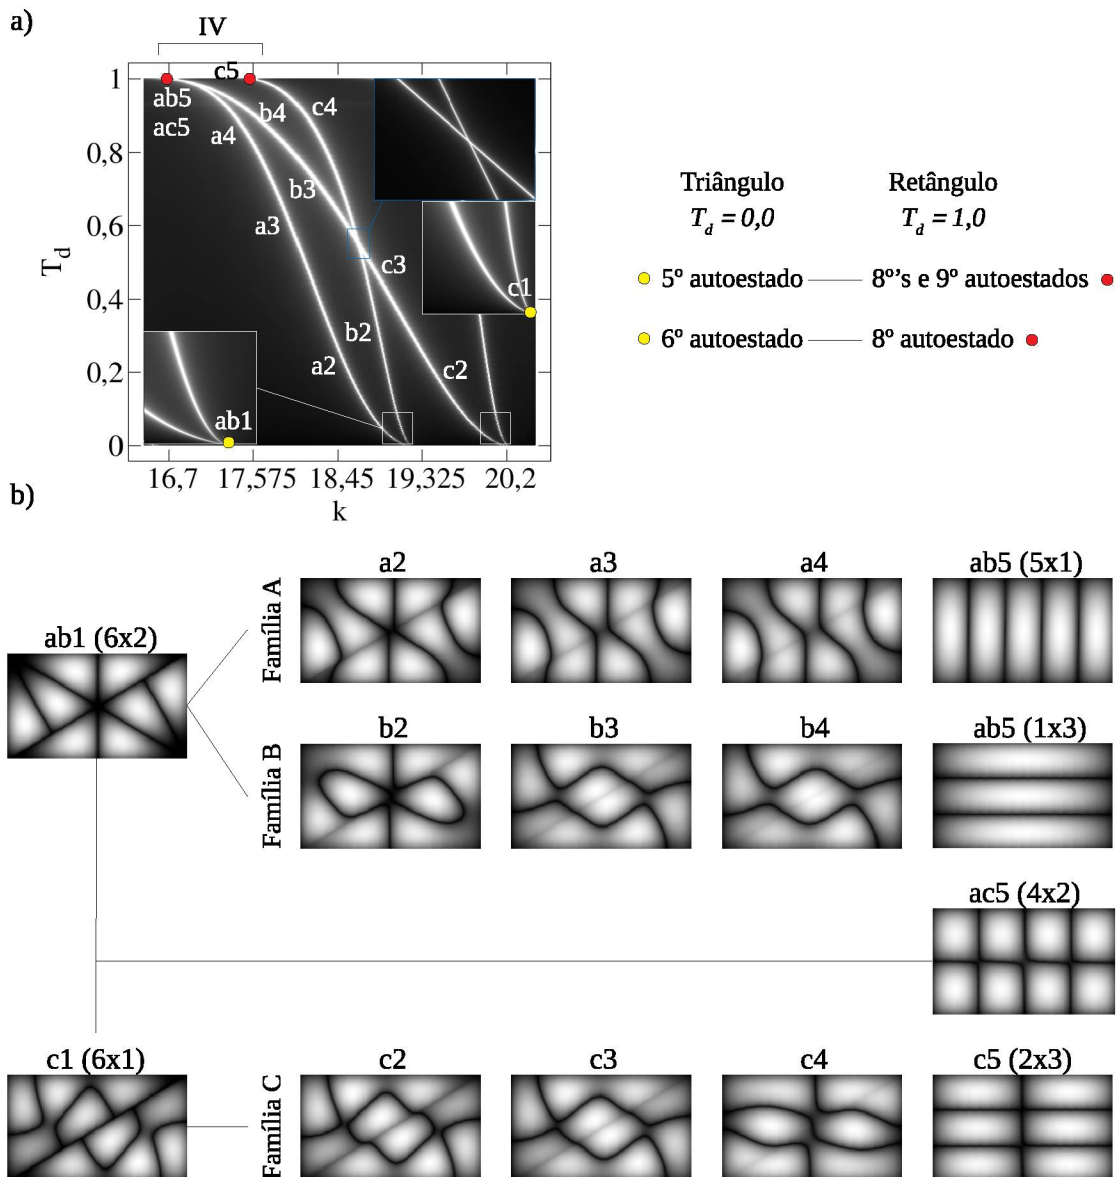 a)
IV
c5
1
ab5
ac5
b4
a4
c4
0,8
b3
a3
0,6
c3
T_d
0,4
c1
b2
a2
c2
0,2
ab1
0
16,7 17,575 18,45 19,325 20,2
k
Triângulo Retângulo
T_d = 0,0 T_d = 1,0
5º autoestado 8º's e 9º autoestados
6º autoestado 8º autoestado
b)
a2 a3 a4 ab5 (5x1)
Família A
ab1 (6x2)
b2 b3 b4 ab5 (1x3)
Família B
ac5 (4x2)
c1 (6x1) c2 c3 c4 c5 (2x3)
Família C